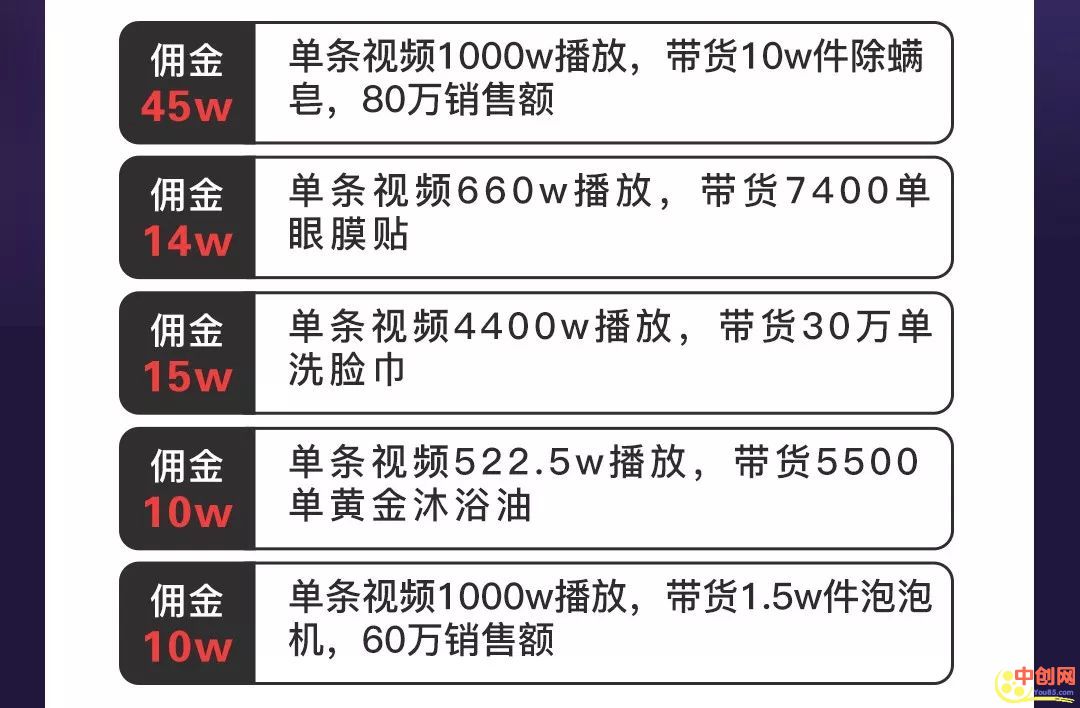 佣金
45w
单条视频1000w播放，带货10w件除螨
皂，80万销售额
佣金
14w
单条视频660w播放，带货7400单
眼膜贴
佣金
15w
单条视频4400w播放，带货30万单
洗脸巾
佣金
10w
单条视频522.5w播放，带货5500
单黄金沐浴油
佣金
10w
单条视频1000w播放，带货1.5w件泡泡
机，60万销售额
中创网
You85.com